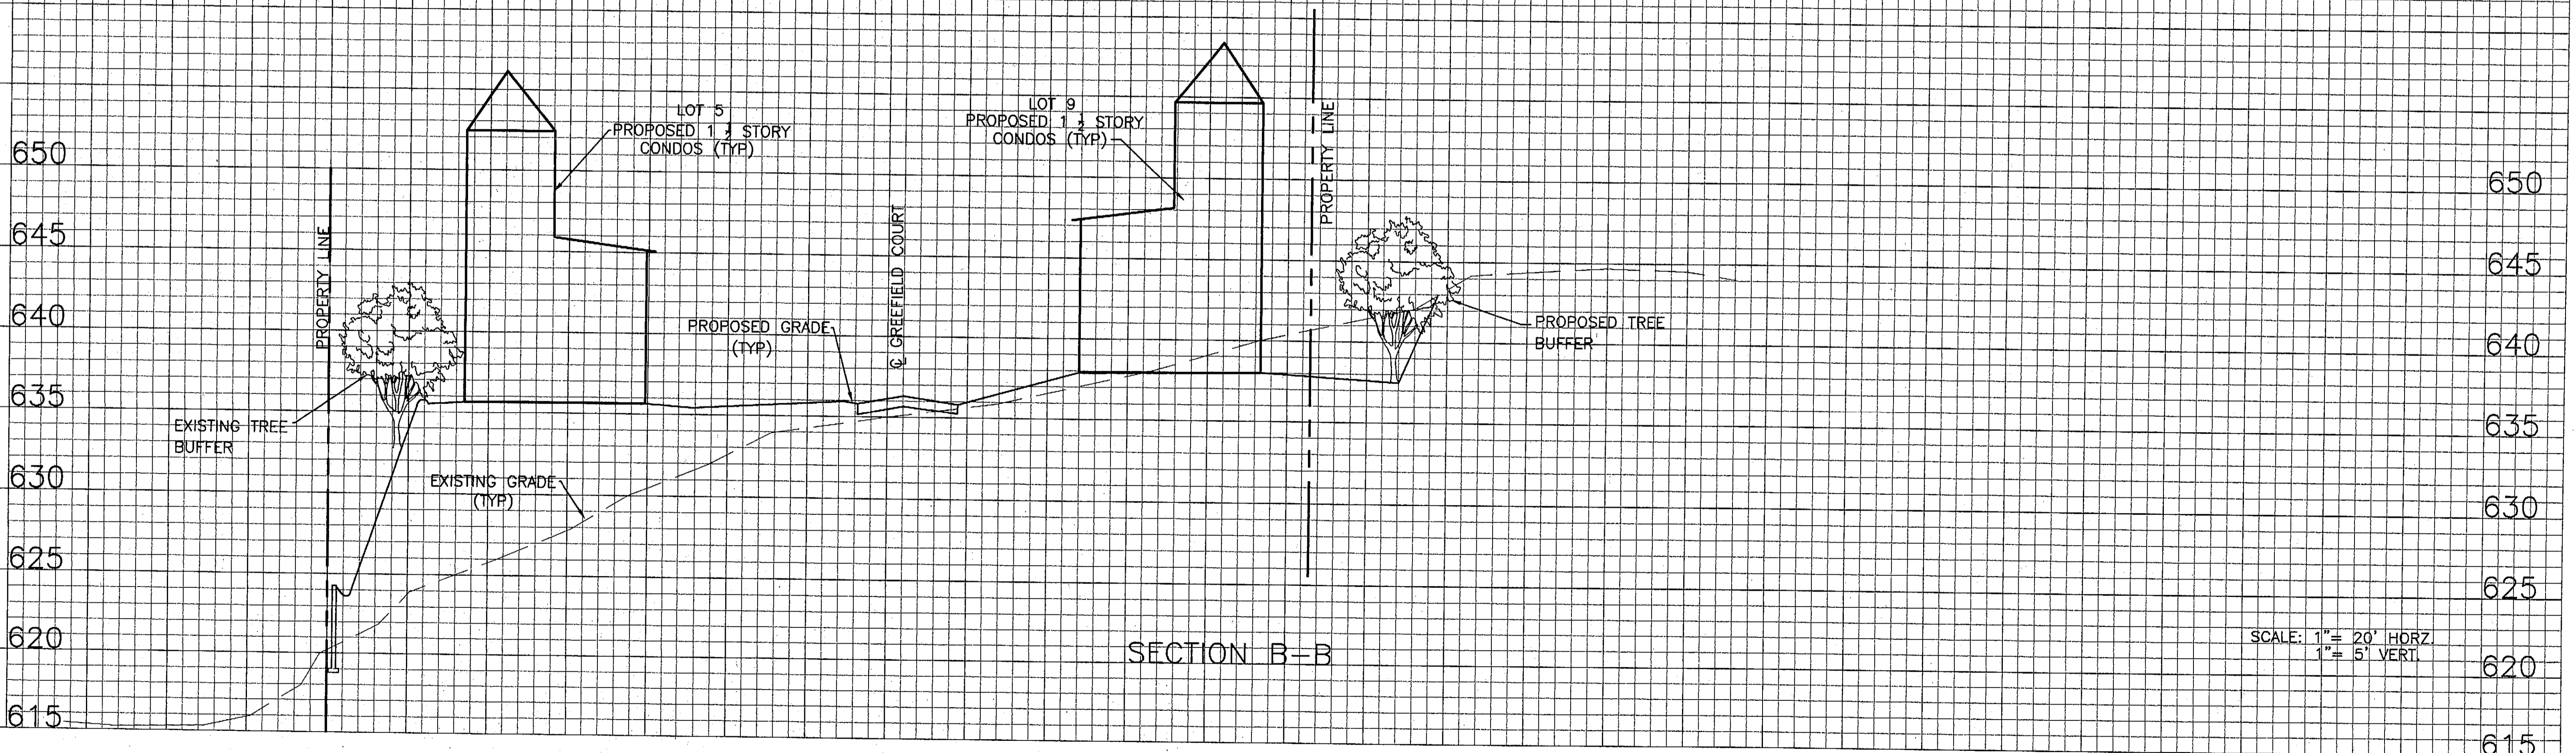 LOT 5
PROPOSED 1 ½ STORY
CONDOS (TYP)
LOT 9
PROPOSED 1 ½ STORY
CONDOS (TYP)
PROPERTY LINE
PROPERTY LINE
650
645
640
635
630
625
620
615
650
645
640
635
630
625
620
615
℄ GREEFIELD COURT
PROPOSED GRADE
(TYP)
PROPOSED TREE
BUFFER
EXISTING TREE
BUFFER
EXISTING GRADE
(TYP)
SECTION B-B
SCALE: 1"= 20' HORZ.
1"= 5' VERT.